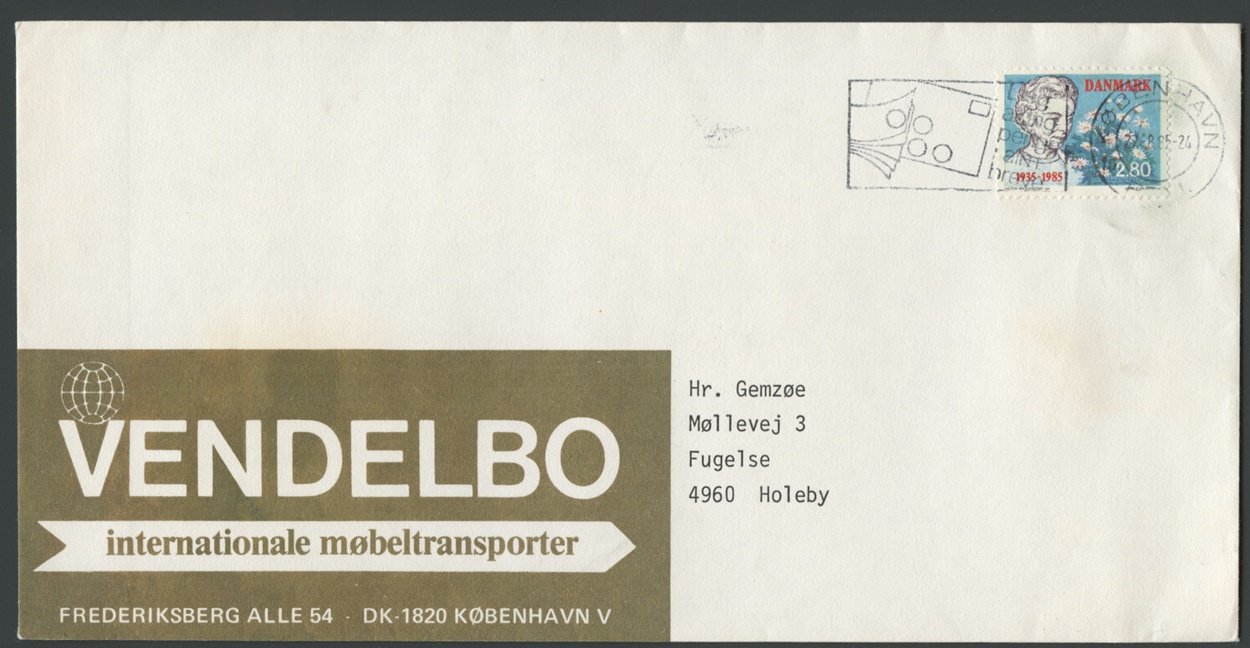 DANMARK
1935-1985
2.80
KØBENHAVN
VENDELBO
internationale møbeltransporter
FREDERIKSBERG ALLE 54 · DK-1820 KØBENHAVN V
Hr. Gemzøe
Møllevej 3
Fugelse
4960 Holeby